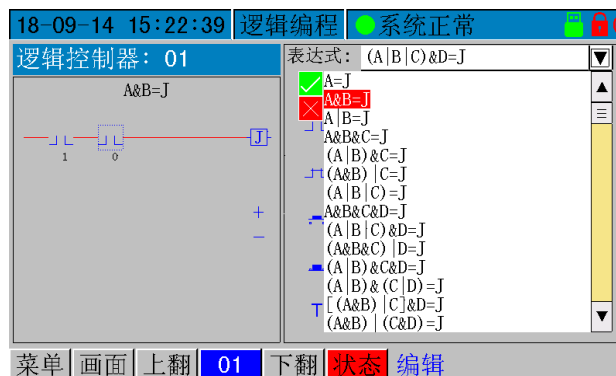 18-09-14 15:22:39 逻辑编程 系统正常
逻辑控制器: 01
表达式: (A|B|C)&D=J
A&B=J
J
1 0
+
−
A=J
A&B=J
A|B=J
A&B&C=J
(A|B)&C=J
(A&B)|C=J
(A|B|C)=J
A&B&C&D=J
(A|B|C)&D=J
(A&B&C)|D=J
(A|B)&C&D=J
(A|B)&(C|D)=J
[(A&B)|C]&D=J
(A&B)|(C&D)=J
菜单 画面 上翻 01 下翻 状态 编辑